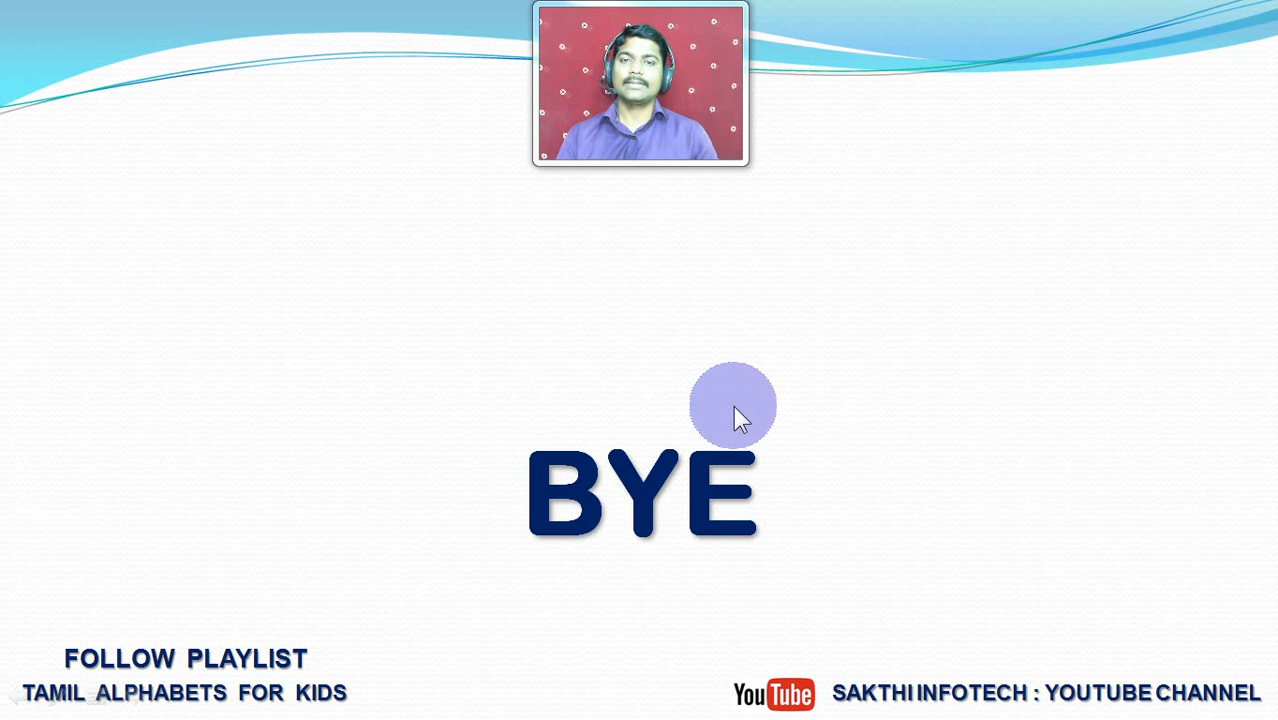 BYE
FOLLOW PLAYLIST
TAMIL ALPHABETS FOR KIDS
YouTube SAKTHI INFOTECH : YOUTUBE CHANNEL